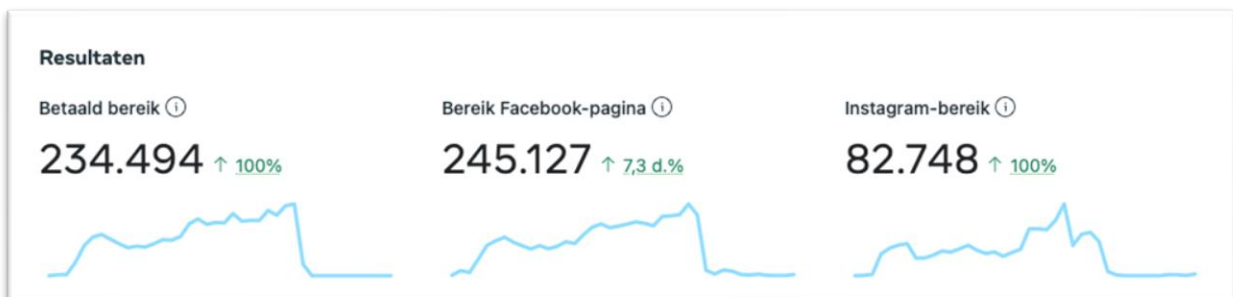 Resultaten
Betaald bereik
234.494 ↑ 100%
Bereik Facebook-pagina
245.127 ↑ 7,3 d.%
Instagram-bereik
82.748 ↑ 100%